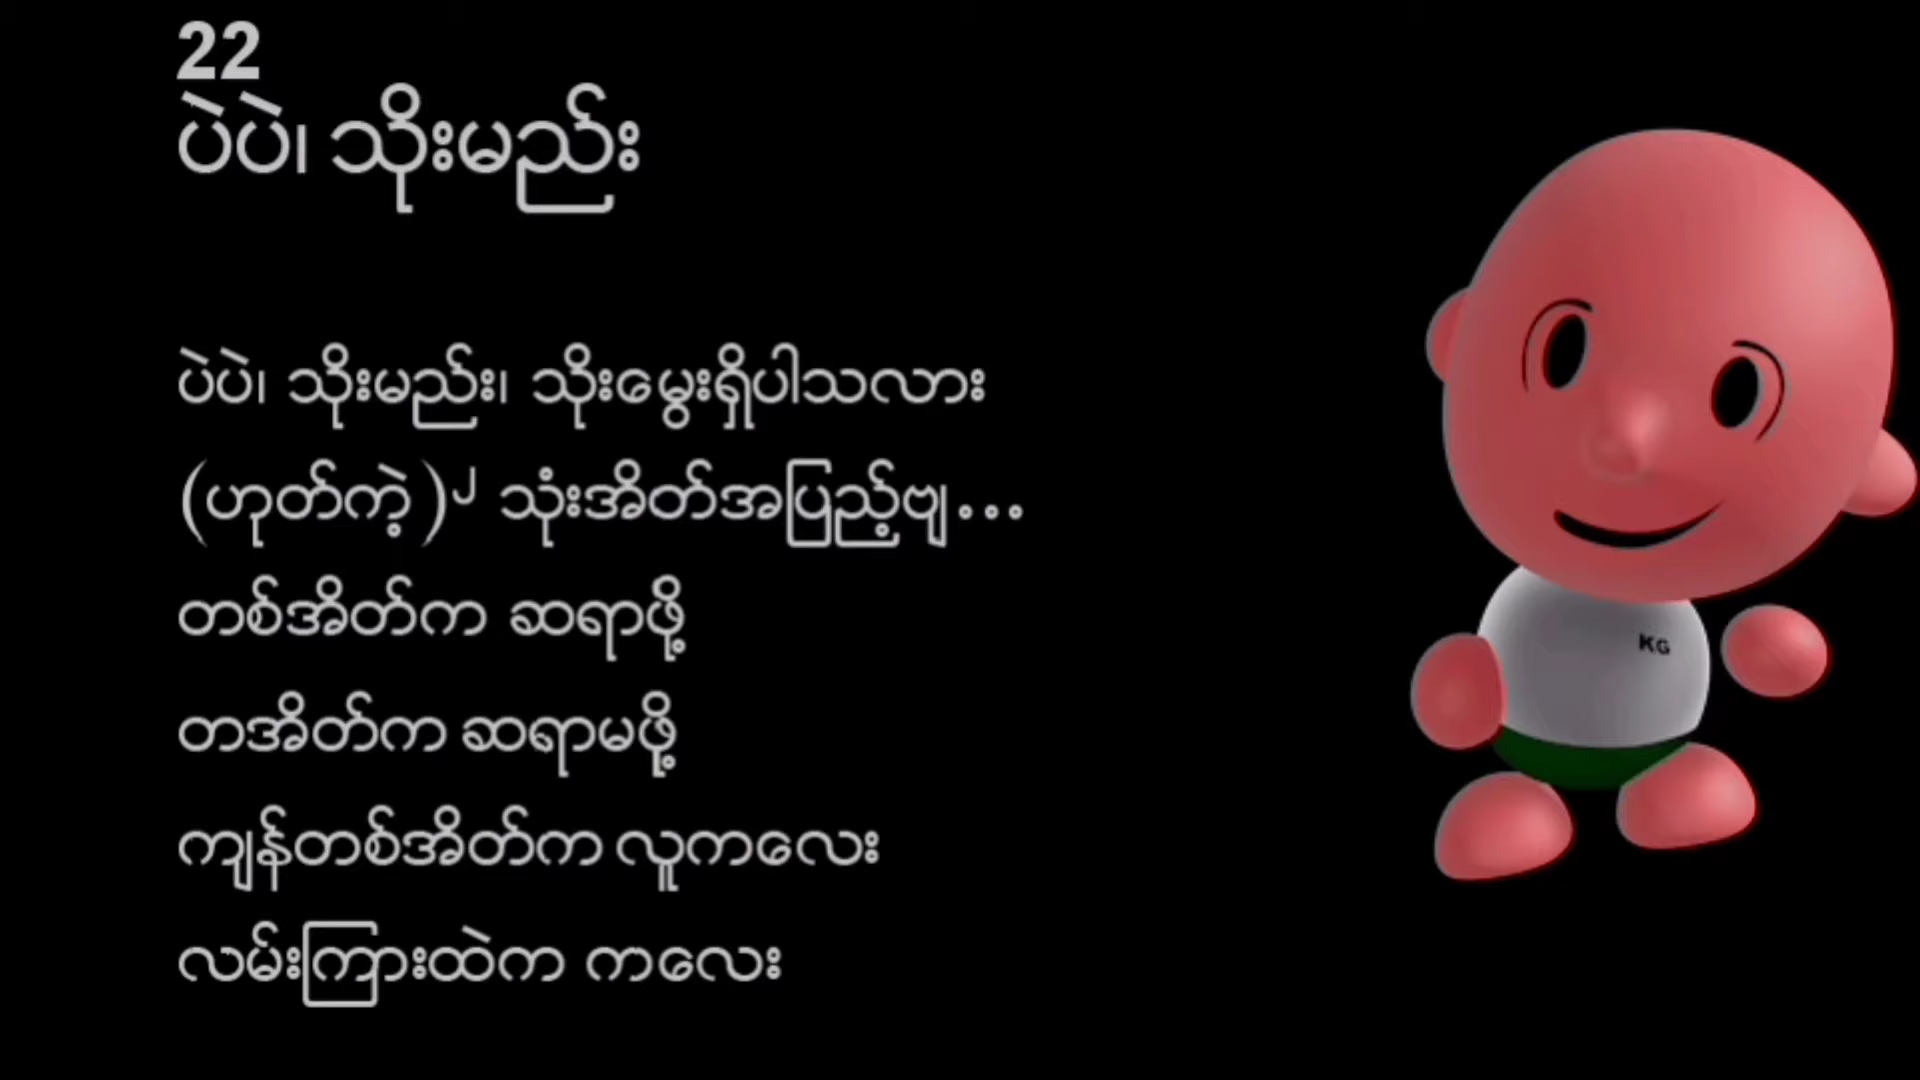 22
ပဲပဲ၊ သိုးမည်း
ပဲပဲ၊ သိုးမည်း၊ သိုးမွေးရှိပါသလား
(ဟုတ်ကဲ့)၂ သုံးအိတ်အပြည့်ဗျ...
တစ်အိတ်က ဆရာဖို့
တအိတ်က ဆရာမဖို့
ကျန်တစ်အိတ်က လူကလေး
လမ်းကြားထဲက ကလေး
KG